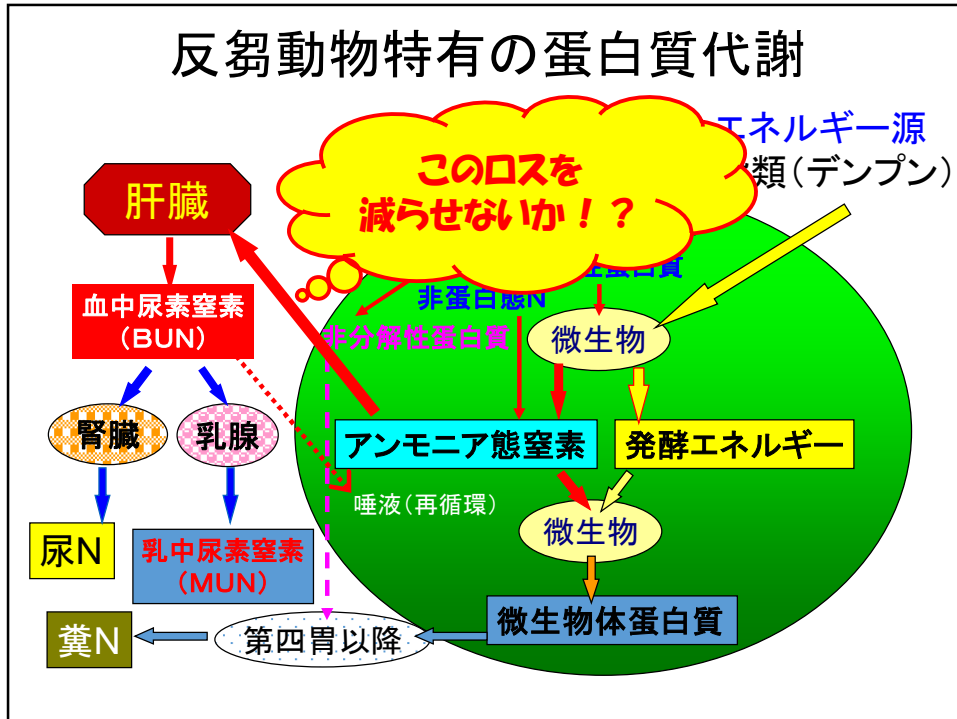 反芻動物特有の蛋白質代謝
エネルギー源
類（デンプン）
このロスを
減らせないか！？
肝臓
性蛋白質
非蛋白態N
非分解性蛋白質
微生物
血中尿素窒素
（BUN）
腎臓
乳腺
アンモニア態窒素
発酵エネルギー
唾液（再循環）
微生物
尿N
乳中尿素窒素
（MUN）
微生物体蛋白質
第四胃以降
糞N